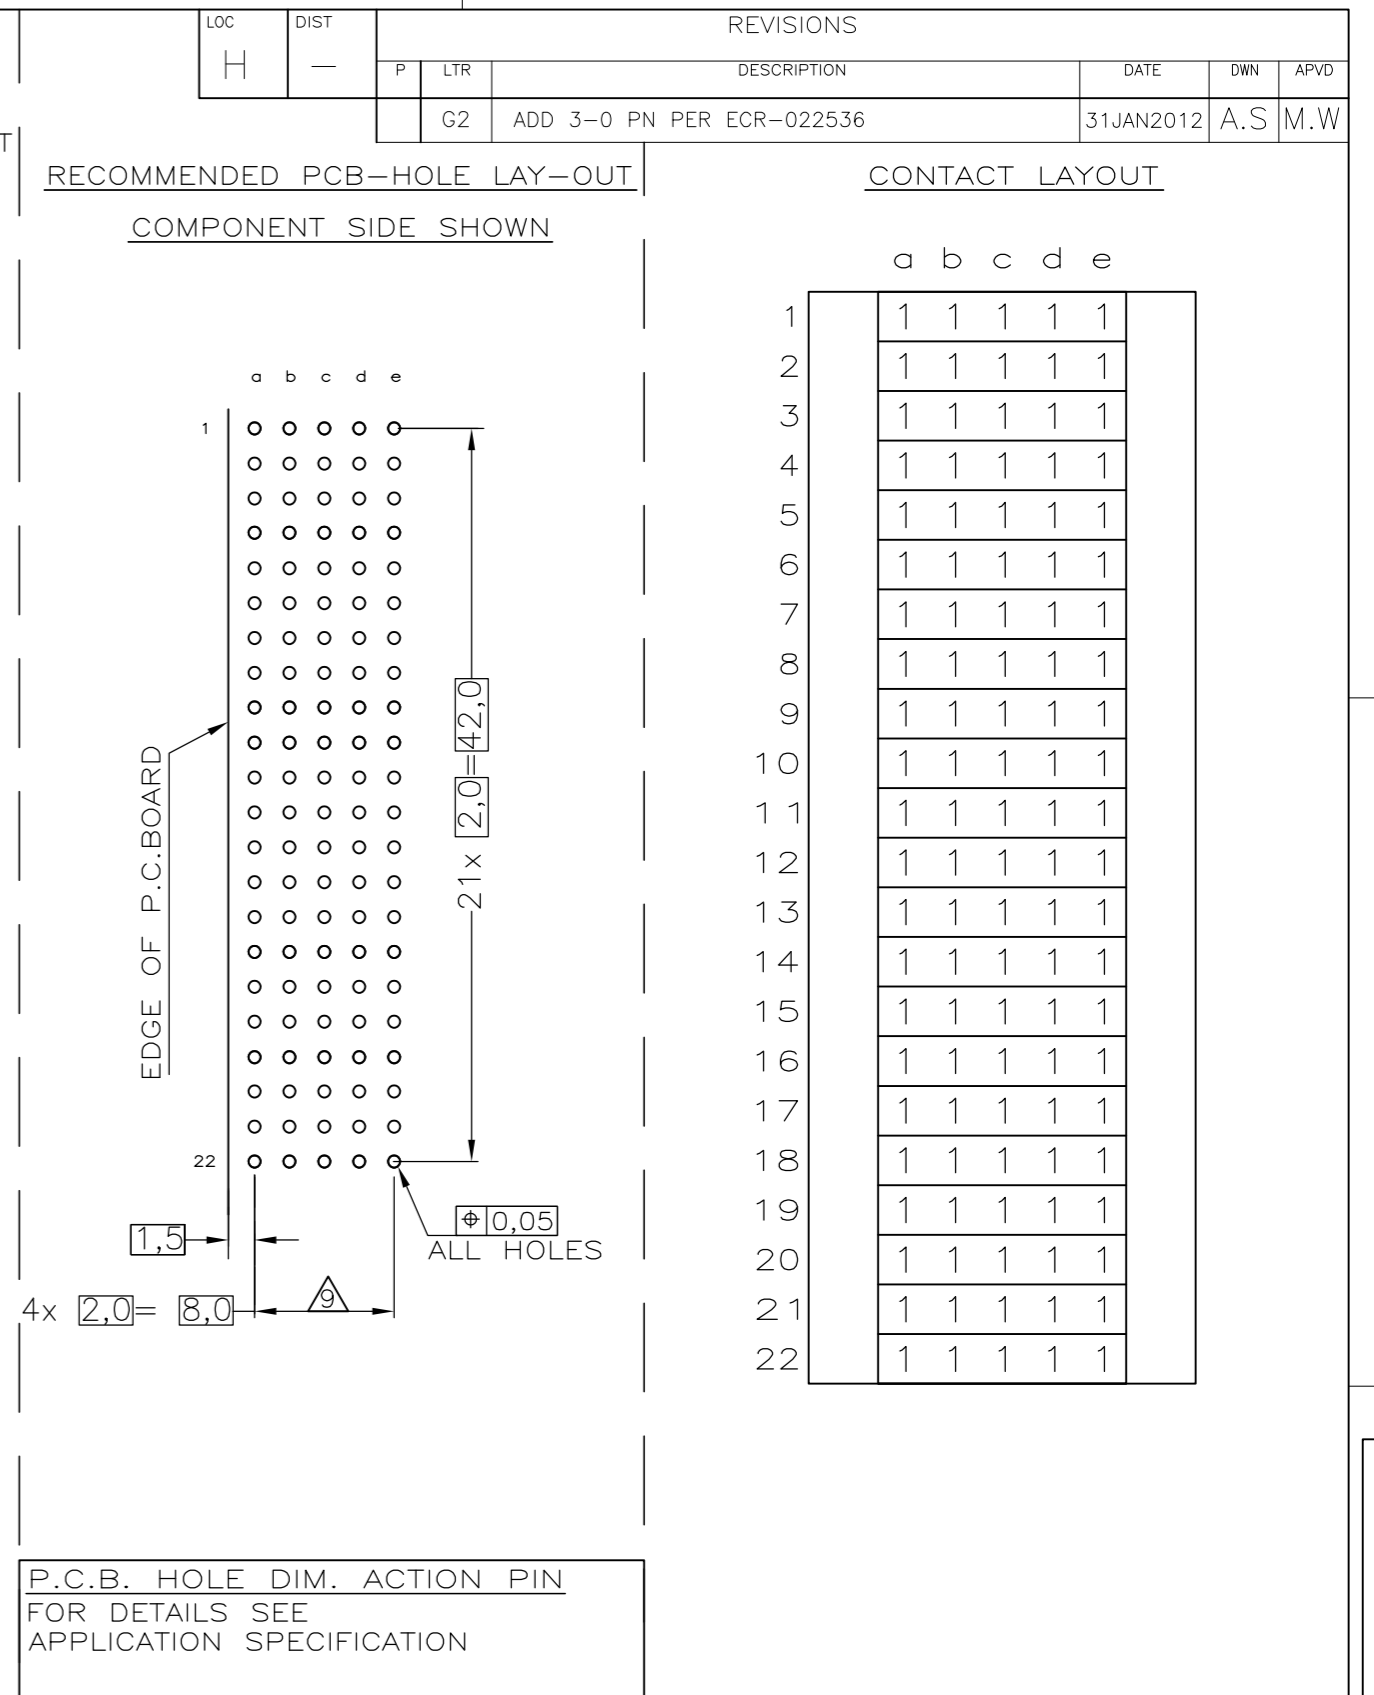 LOC DIST REVISIONS
H —
P LTR DESCRIPTION DATE DWN APVD
G2 ADD 3-0 PN PER ECR-022536 31JAN2012 A.S M.W
T
RECOMMENDED PCB-HOLE LAY-OUT
COMPONENT SIDE SHOWN
a b c d e
1
22
EDGE OF P.C.BOARD
21x 2,0=42,0
1,5
⌖ 0,05
ALL HOLES
4x 2,0= 8,0
9
P.C.B. HOLE DIM. ACTION PIN
FOR DETAILS SEE
APPLICATION SPECIFICATION
CONTACT LAYOUT
a b c d e
1 1 1 1 1 1
2 1 1 1 1 1
3 1 1 1 1 1
4 1 1 1 1 1
5 1 1 1 1 1
6 1 1 1 1 1
7 1 1 1 1 1
8 1 1 1 1 1
9 1 1 1 1 1
10 1 1 1 1 1
11 1 1 1 1 1
12 1 1 1 1 1
13 1 1 1 1 1
14 1 1 1 1 1
15 1 1 1 1 1
16 1 1 1 1 1
17 1 1 1 1 1
18 1 1 1 1 1
19 1 1 1 1 1
20 1 1 1 1 1
21 1 1 1 1 1
22 1 1 1 1 1